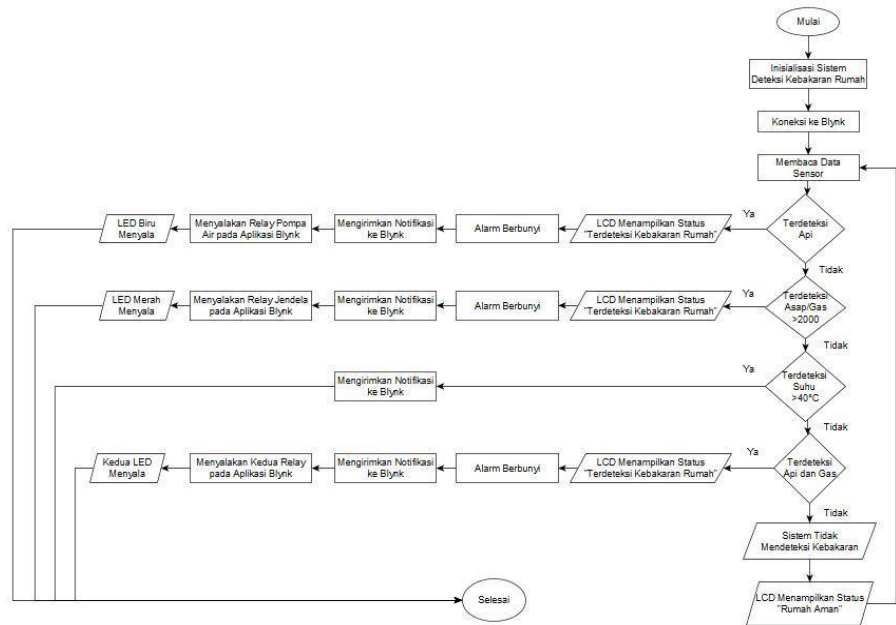 Mulai
Inisialisasi Sistem
Deteksi Kebakaran Rumah
Koneksi ke Blynk
Membaca Data
Sensor
Terdeteksi
Api
Ya
LCD Menampilkan Status
"Terdeteksi Kebakaran Rumah"
Alarm Berbunyi
Mengirimkan Notifikasi
ke Blynk
Menyalakan Relay Pompa
Air pada Aplikasi Blynk
LED Biru
Menyala
Tidak
Terdeteksi
Asap/Gas
>2000
Ya
LCD Menampilkan Status
"Terdeteksi Kebakaran Rumah"
Alarm Berbunyi
Mengirimkan Notifikasi
ke Blynk
Menyalakan Relay Jendela
pada Aplikasi Blynk
LED Merah
Menyala
Tidak
Terdeteksi
Suhu
>40°C
Ya
Mengirimkan Notifikasi
ke Blynk
Tidak
Terdeteksi
Api dan Gas
Ya
LCD Menampilkan Status
"Terdeteksi Kebakaran Rumah"
Alarm Berbunyi
Mengirimkan Notifikasi
ke Blynk
Menyalakan Kedua Relay
pada Aplikasi Blynk
Kedua LED
Menyala
Tidak
Sistem Tidak
Mendeteksi Kebakaran
LCD Menampilkan Status
"Rumah Aman"
Selesai